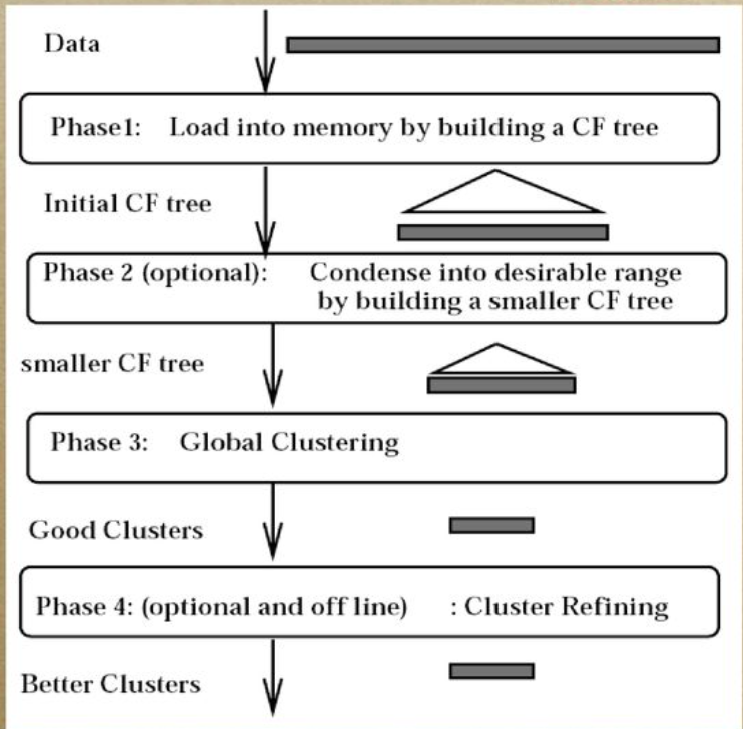 Data
Phase1: Load into memory by building a CF tree
Initial CF tree
Phase 2 (optional): Condense into desirable range
by building a smaller CF tree
smaller CF tree
Phase 3: Global Clustering
Good Clusters
Phase 4: (optional and off line) : Cluster Refining
Better Clusters